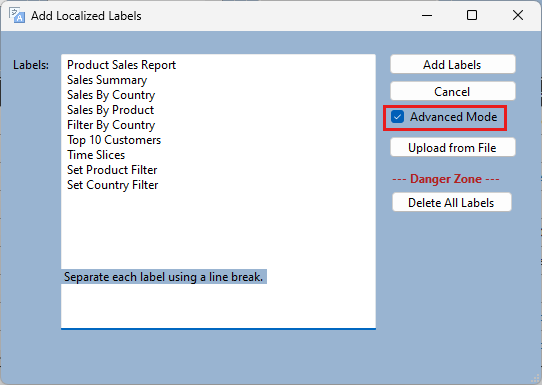 Add Localized Labels
Labels:
Product Sales Report
Sales Summary
Sales By Country
Sales By Product
Filter By Country
Top 10 Customers
Time Slices
Set Product Filter
Set Country Filter
Separate each label using a line break.
Add Labels
Cancel
Advanced Mode
Upload from File
--- Danger Zone ---
Delete All Labels